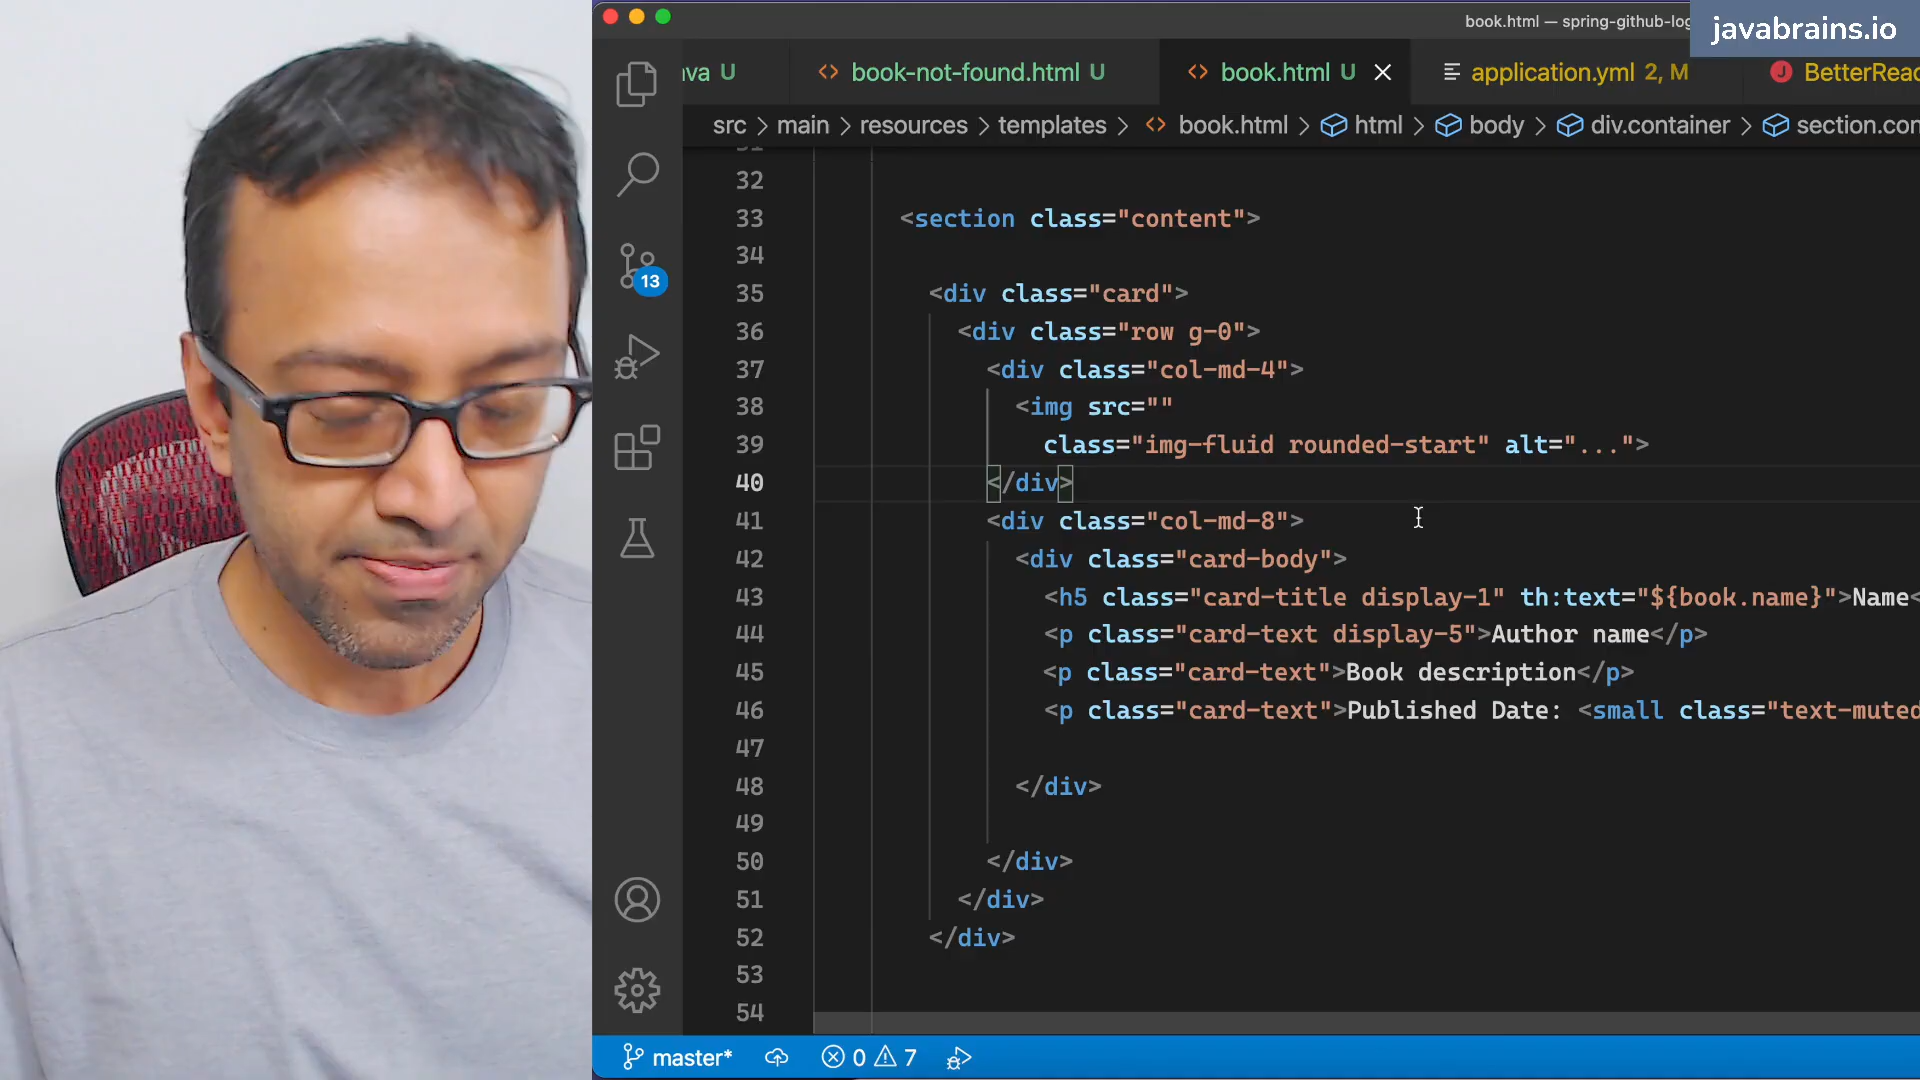 book.html — spring-github-log
javabrains.io
ava U
book-not-found.html U
book.html U
application.yml 2, M
BetterReac
src > main > resources > templates > book.html > html > body > div.container > section.con
32
33 <section class="content">
34
35 <div class="card">
36 <div class="row g-0">
37 <div class="col-md-4">
38 <img src=""
39 class="img-fluid rounded-start" alt="...">
40 </div>
41 <div class="col-md-8">
42 <div class="card-body">
43 <h5 class="card-title display-1" th:text="${book.name}">Name<
44 <p class="card-text display-5">Author name</p>
45 <p class="card-text">Book description</p>
46 <p class="card-text">Published Date: <small class="text-muted
47
48 </div>
49
50 </div>
51 </div>
52 </div>
53
54
13
master* 0 7